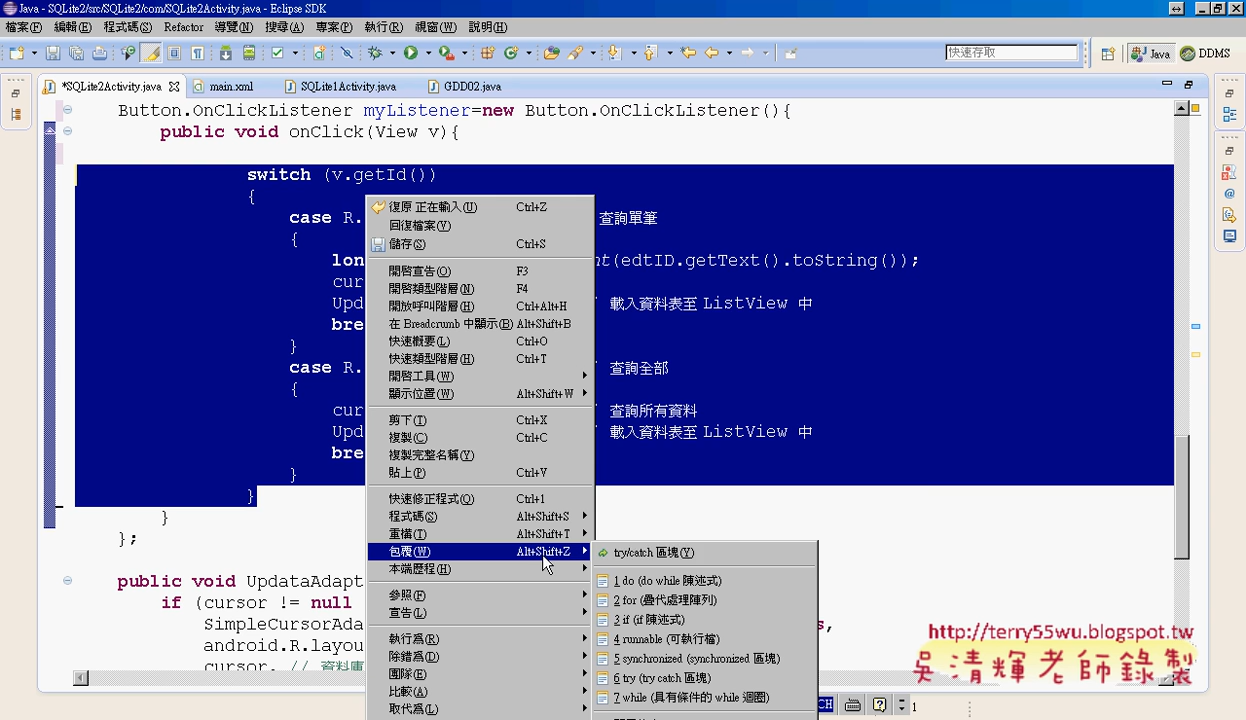 Java - SQLite2/src/SQLite2/com/SQLite2Activity.java - Eclipse SDK
檔案(F) 編輯(E) 程式碼(S) Refactor 導覽(N) 搜尋(A) 專案(P) 執行(R) 視窗(W) 說明(H)
快速存取 Java DDMS
*SQLite2Activity.java main.xml SQLite1Activity.java GDD02.java
Button.OnClickListener myListener=new Button.OnClickListener(){
public void onClick(View v){
switch (v.getId())
{
case R. 查詢單筆
{
lon nt(edtID.getText().toString());
cur
Upd 載入資料表至 ListView 中
bre
}
case R. 查詢全部
{
cur 查詢所有資料
Upd 載入資料表至 ListView 中
bre
}
}
}
};
public void UpdataAdapt
if (cursor != null
SimpleCursorAda s,
android.R.layou
cursor, // 資料庫
復原 正在輸入(U) Ctrl+Z
回復檔案(Y)
儲存(S) Ctrl+S
開啓宣告(O) F3
開啓類型階層(N) F4
開放呼叫階層(H) Ctrl+Alt+H
在 Breadcrumb 中顯示(B) Alt+Shift+B
快速概要(L) Ctrl+O
快速類型階層(H) Ctrl+T
開啓工具(W)
顯示位置(W) Alt+Shift+W
剪下(T) Ctrl+X
複製(C) Ctrl+C
複製完整名稱(Y)
貼上(P) Ctrl+V
快速修正程式(Q) Ctrl+1
程式碼(S) Alt+Shift+S
重構(T) Alt+Shift+T
包覆(W) Alt+Shift+Z
本端歷程(H)
參照(F)
宣告(L)
執行為(R)
除錯為(D)
團隊(E)
比較(A)
取代為(L)
try/catch 區塊(Y)
1 do (do while 陳述式)
2 for (疊代處理陣列)
3 if (if 陳述式)
4 runnable (可執行檔)
5 synchronized (synchronized 區塊)
6 try (try catch 區塊)
7 while (具有條件的 while 迴圈)
http://terry55wu.blogspot.tw
吳清輝老師錄製
CH
1